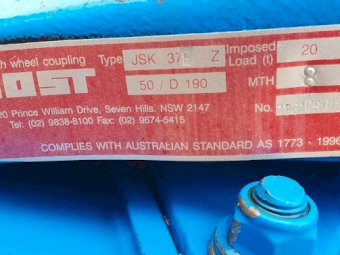 h wheel coupling Type JSK 37 Z Imposed Load (t) 20
OST 50 / D 190 MTH 8
20 Prince William Drive, Seven Hills, NSW 2147 No.
Tel: (02) 9838-8100 Fax: (02) 9674-5415
COMPLIES WITH AUSTRALIAN STANDARD AS 1773 - 1996